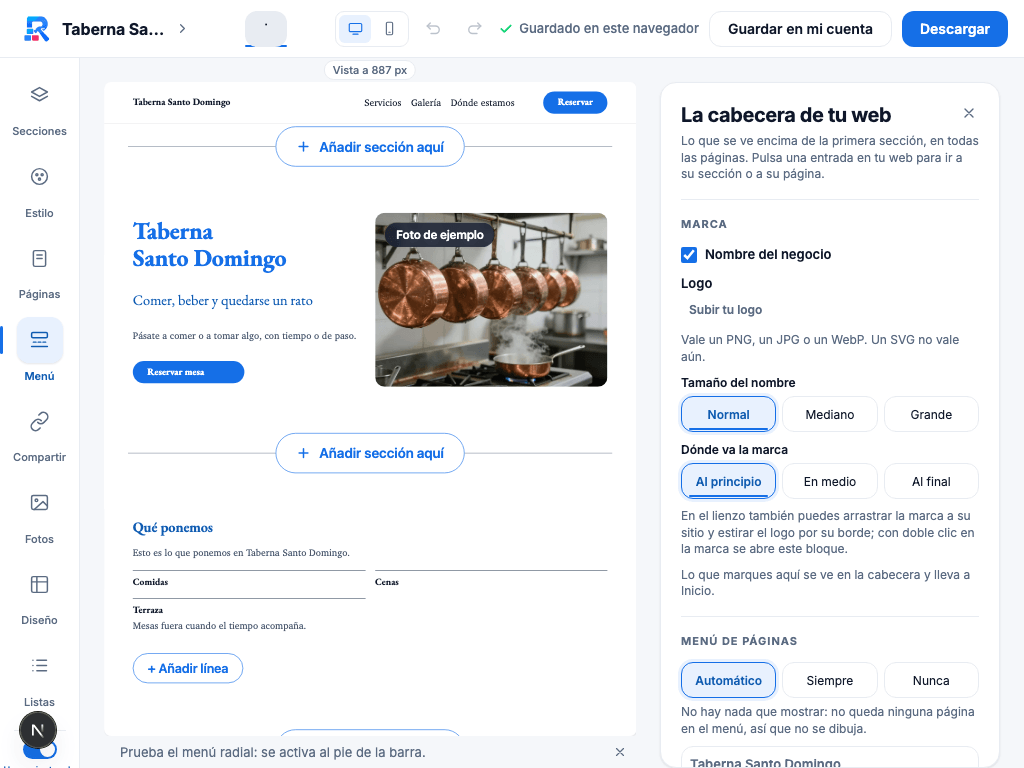 Taberna Sa...
Guardado en este navegador
Guardar en mi cuenta
Descargar
Vista a 887 px
Secciones
Estilo
Páginas
Menú
Compartir
Fotos
Diseño
Listas
N
Taberna Santo Domingo
Servicios Galería Dónde estamos
Reservar
+ Añadir sección aquí
Taberna
Santo Domingo
Comer, beber y quedarse un rato
Pásate a comer o a tomar algo, con tiempo o de paso.
Reservar mesa
Foto de ejemplo
+ Añadir sección aquí
Qué ponemos
Esto es lo que ponemos en Taberna Santo Domingo.
Comidas
Cenas
Terraza
Mesas fuera cuando el tiempo acompaña.
+ Añadir línea
Prueba el menú radial: se activa al pie de la barra.
La cabecera de tu web
Lo que se ve encima de la primera sección, en todas
las páginas. Pulsa una entrada en tu web para ir a
su sección o a su página.
MARCA
Nombre del negocio
Logo
Subir tu logo
Vale un PNG, un JPG o un WebP. Un SVG no vale
aún.
Tamaño del nombre
Normal Mediano Grande
Dónde va la marca
Al principio En medio Al final
En el lienzo también puedes arrastrar la marca a su
sitio y estirar el logo por su borde; con doble clic en
la marca se abre este bloque.
Lo que marques aquí se ve en la cabecera y lleva a
Inicio.
MENÚ DE PÁGINAS
Automático Siempre Nunca
No hay nada que mostrar: no queda ninguna página
en el menú, así que no se dibuja.
Taberna Santo Domingo